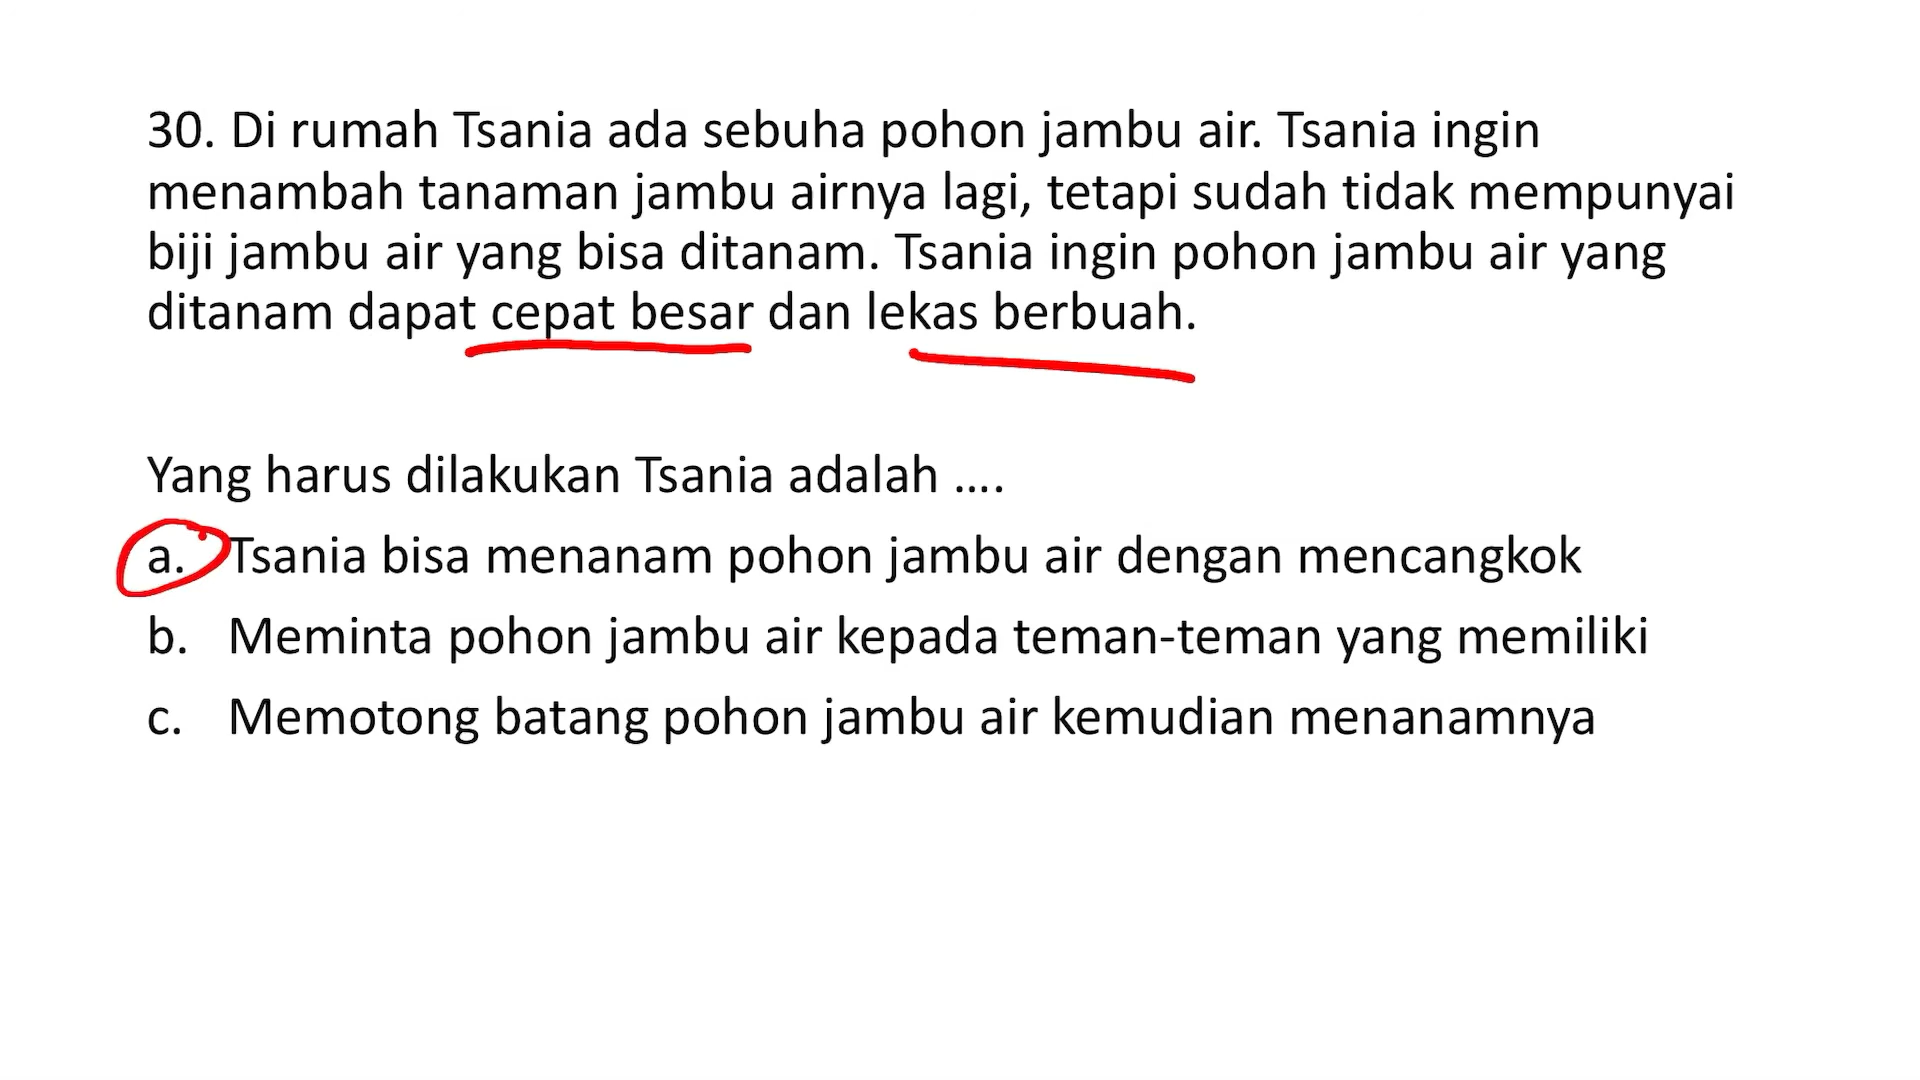 30. Di rumah Tsania ada sebuha pohon jambu air. Tsania ingin
menambah tanaman jambu airnya lagi, tetapi sudah tidak mempunyai
biji jambu air yang bisa ditanam. Tsania ingin pohon jambu air yang
ditanam dapat cepat besar dan lekas berbuah.
Yang harus dilakukan Tsania adalah ....
a. Tsania bisa menanam pohon jambu air dengan mencangkok
b. Meminta pohon jambu air kepada teman-teman yang memiliki
c. Memotong batang pohon jambu air kemudian menanamnya